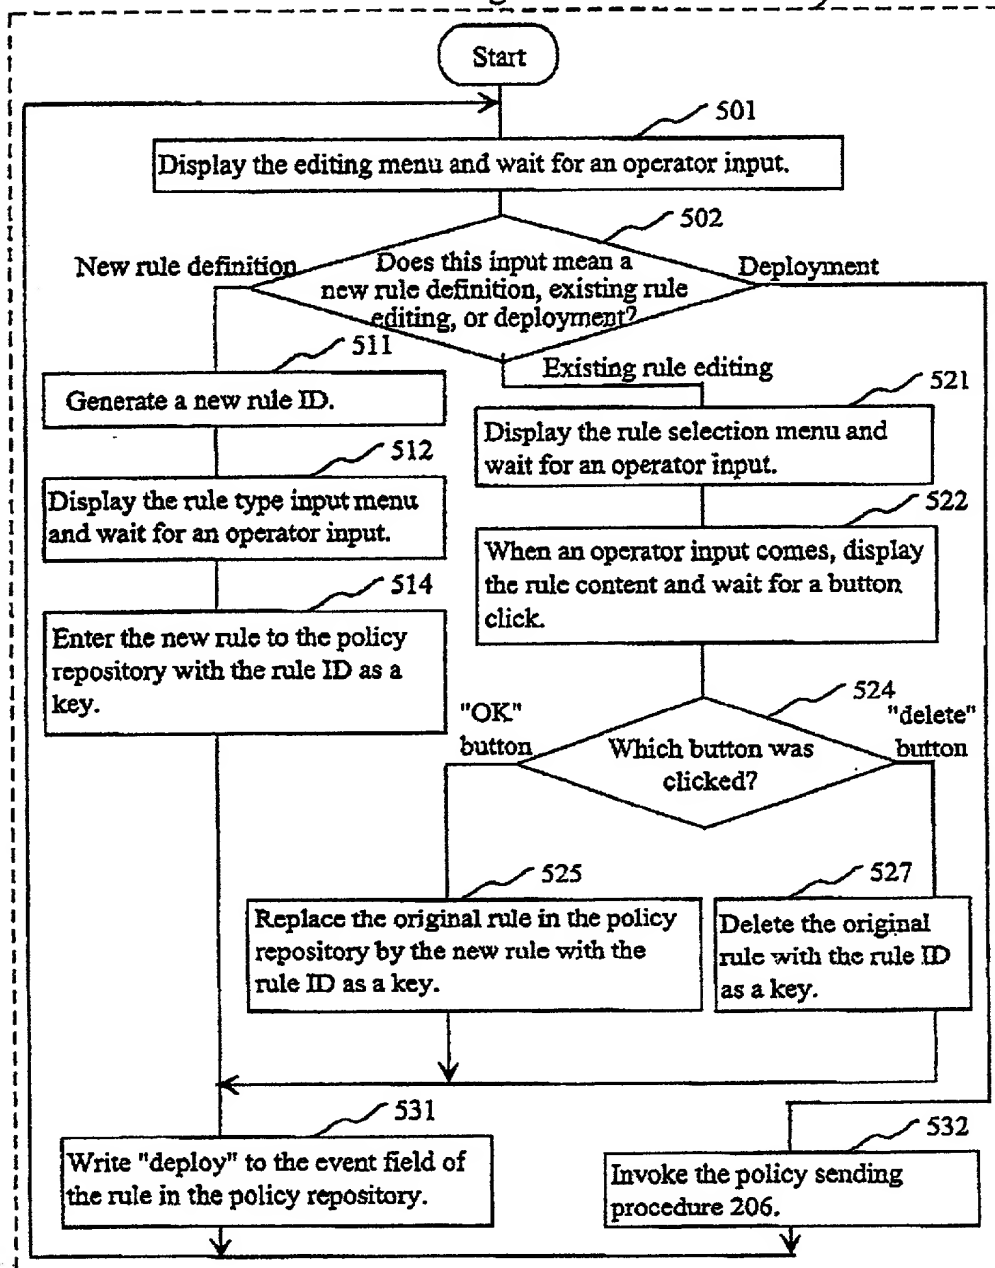 Start
501
Display the editing menu and wait for an operator input.
502
New rule definition
Does this input mean a
new rule definition, existing rule
editing, or deployment?
Deployment
511
Generate a new rule ID.
Existing rule editing
521
Display the rule selection menu and
wait for an operator input.
512
Display the rule type input menu
and wait for an operator input.
522
When an operator input comes, display
the rule content and wait for a button
click.
514
Enter the new rule to the policy
repository with the rule ID as a
key.
524
"OK"
button
Which button was
clicked?
"delete"
button
525
Replace the original rule in the policy
repository by the new rule with the
rule ID as a key.
527
Delete the original
rule with the rule ID
as a key.
531
Write "deploy" to the event field of
the rule in the policy repository.
532
Invoke the policy sending
procedure 206.